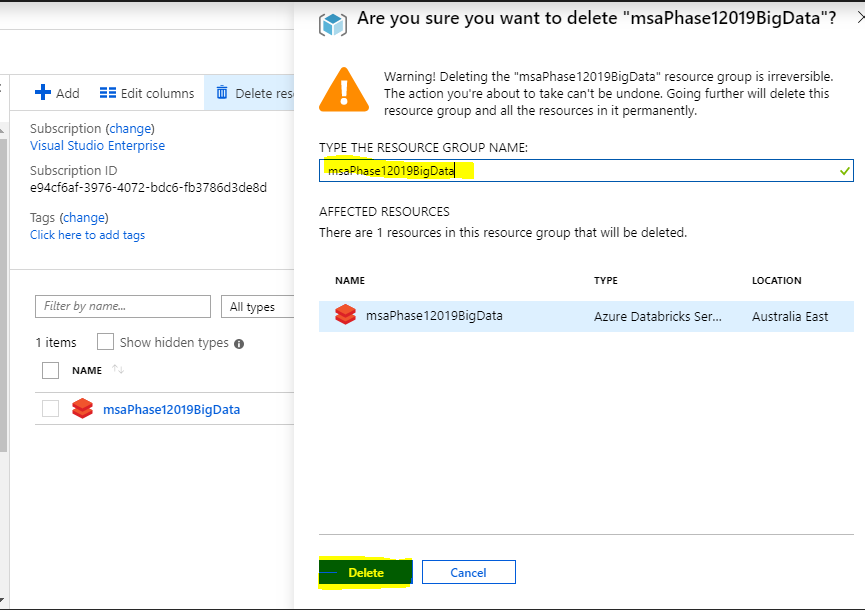 Are you sure you want to delete "msaPhase12019BigData"?
Warning! Deleting the "msaPhase12019BigData" resource group is irreversible.
The action you're about to take can't be undone. Going further will delete this
resource group and all the resources in it permanently.
Add
Edit columns
Delete res
Subscription (change)
Visual Studio Enterprise
Subscription ID
e94cf6af-3976-4072-bdc6-fb3786d3de8d
Tags (change)
Click here to add tags
Filter by name...
All types
1 items
Show hidden types
NAME
msaPhase12019BigData
TYPE THE RESOURCE GROUP NAME:
msaPhase12019BigData
AFFECTED RESOURCES
There are 1 resources in this resource group that will be deleted.
NAME TYPE LOCATION
msaPhase12019BigData Azure Databricks Ser... Australia East
Delete
Cancel